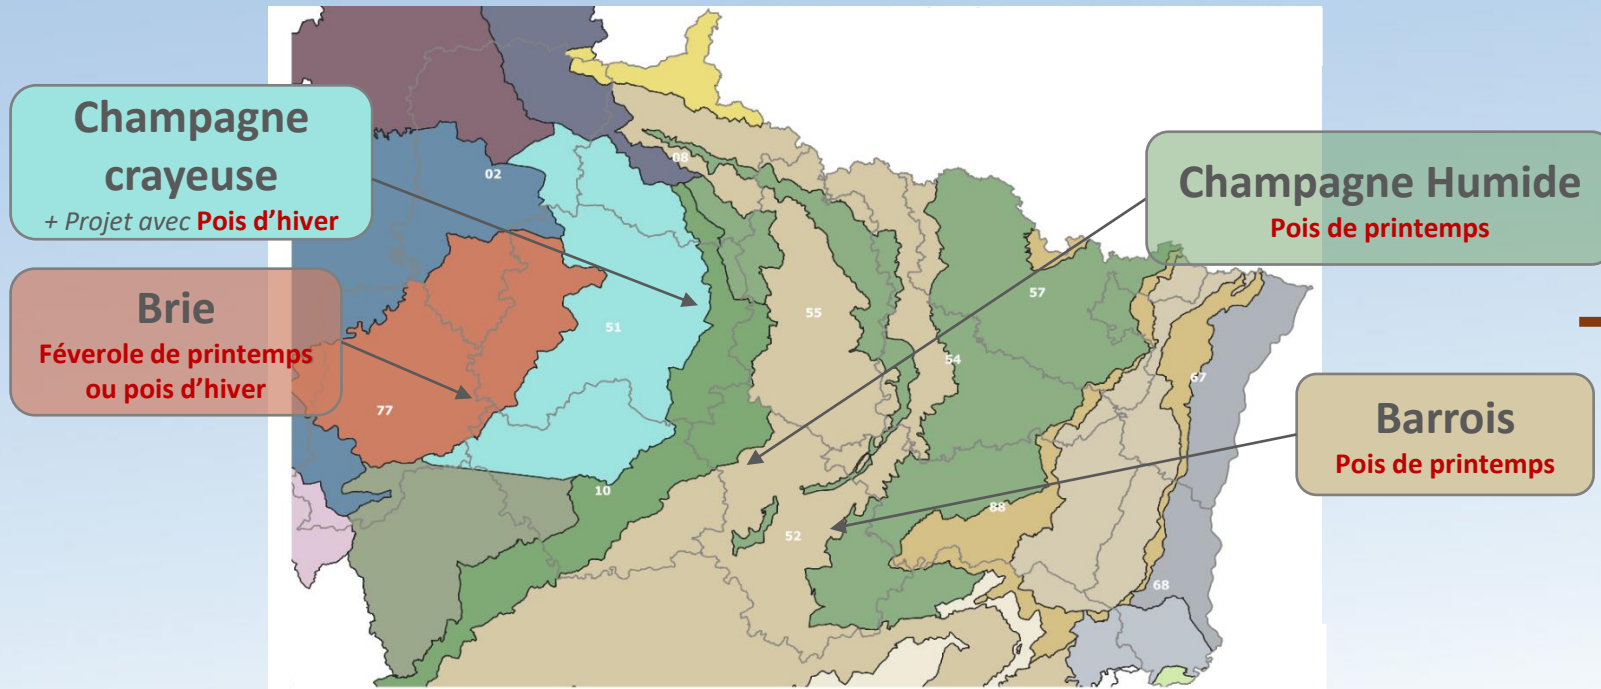 Champagne
crayeuse
+ Projet avec Pois d’hiver
Brie
Féverole de printemps
ou pois d’hiver
Champagne Humide
Pois de printemps
Barrois
Pois de printemps
02
08
51
55
57
54
67
77
10
52
88
68